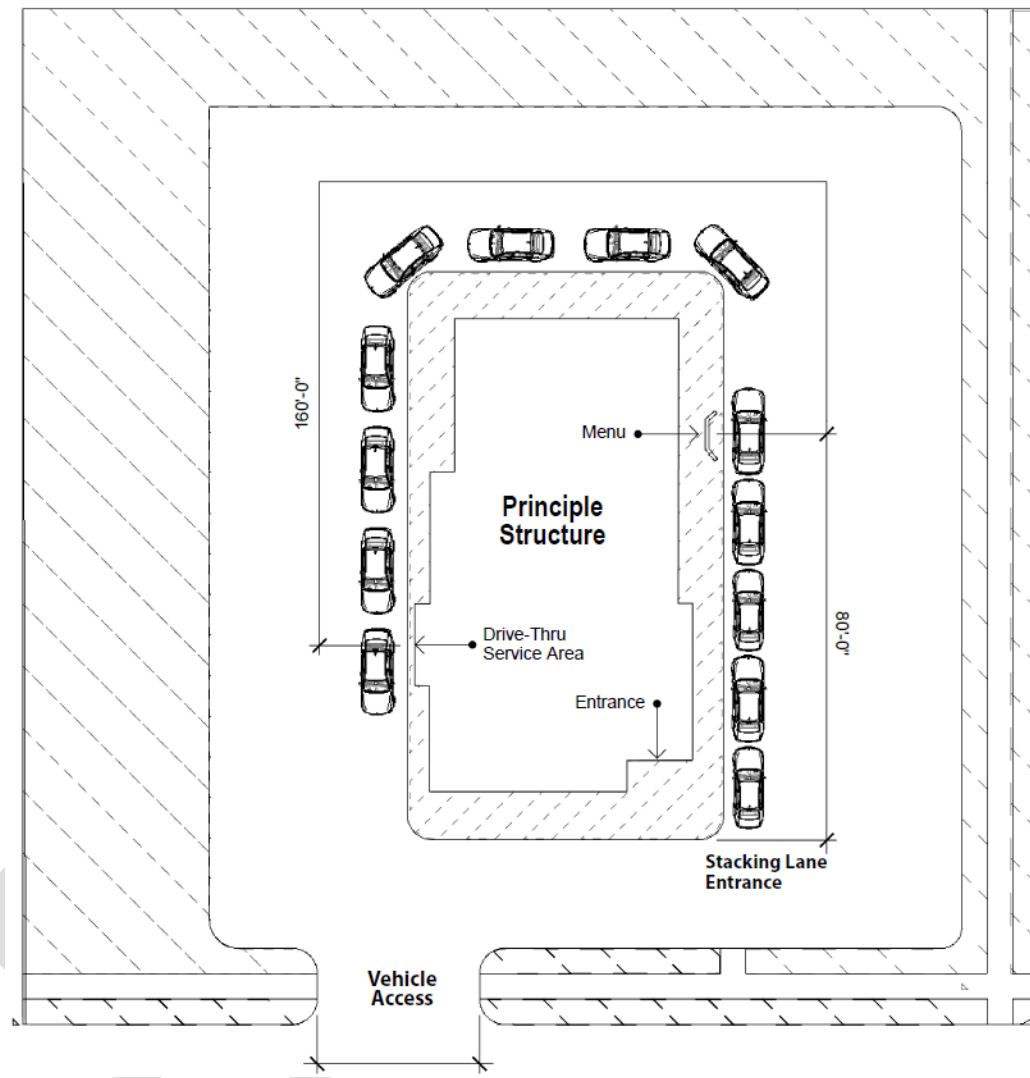 160'-0"
Menu
Principle
Structure
80'-0"
Drive-Thru
Service Area
Entrance
Stacking Lane
Entrance
Vehicle
Access